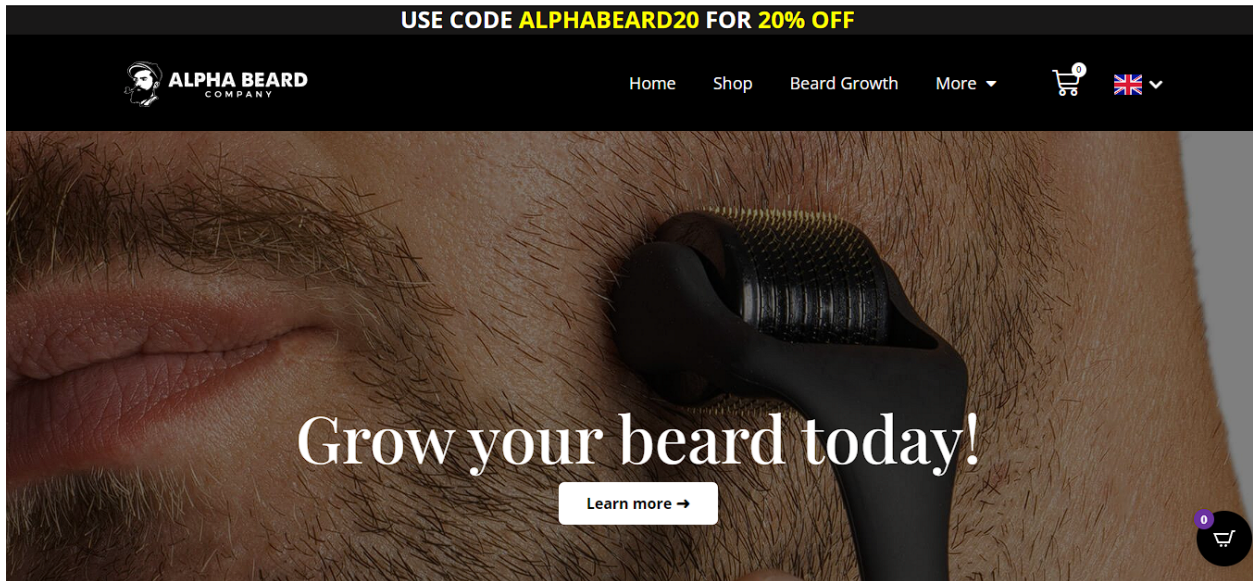 USE CODE ALPHABEARD20 FOR 20% OFF
ALPHA BEARD
COMPANY
Home Shop Beard Growth More 0
Grow your beard today!
Learn more ➜
0